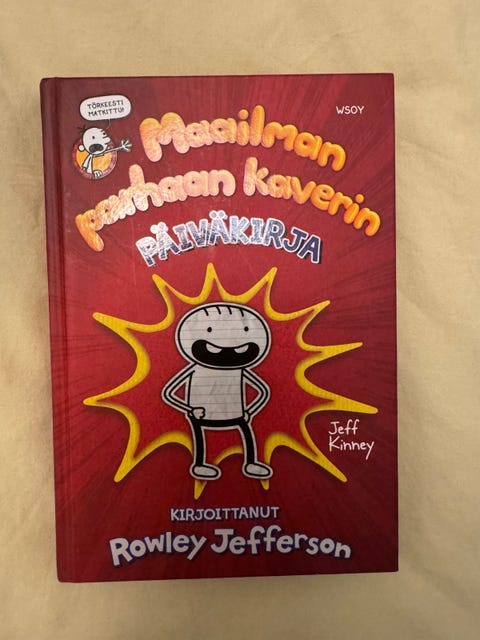 WSOY
TÖRKEESTI
MATKITTU!
Maailman
parhaan kaverin
PÄIVÄKIRJA
Jeff
Kinney
KIRJOITTANUT
Rowley Jefferson